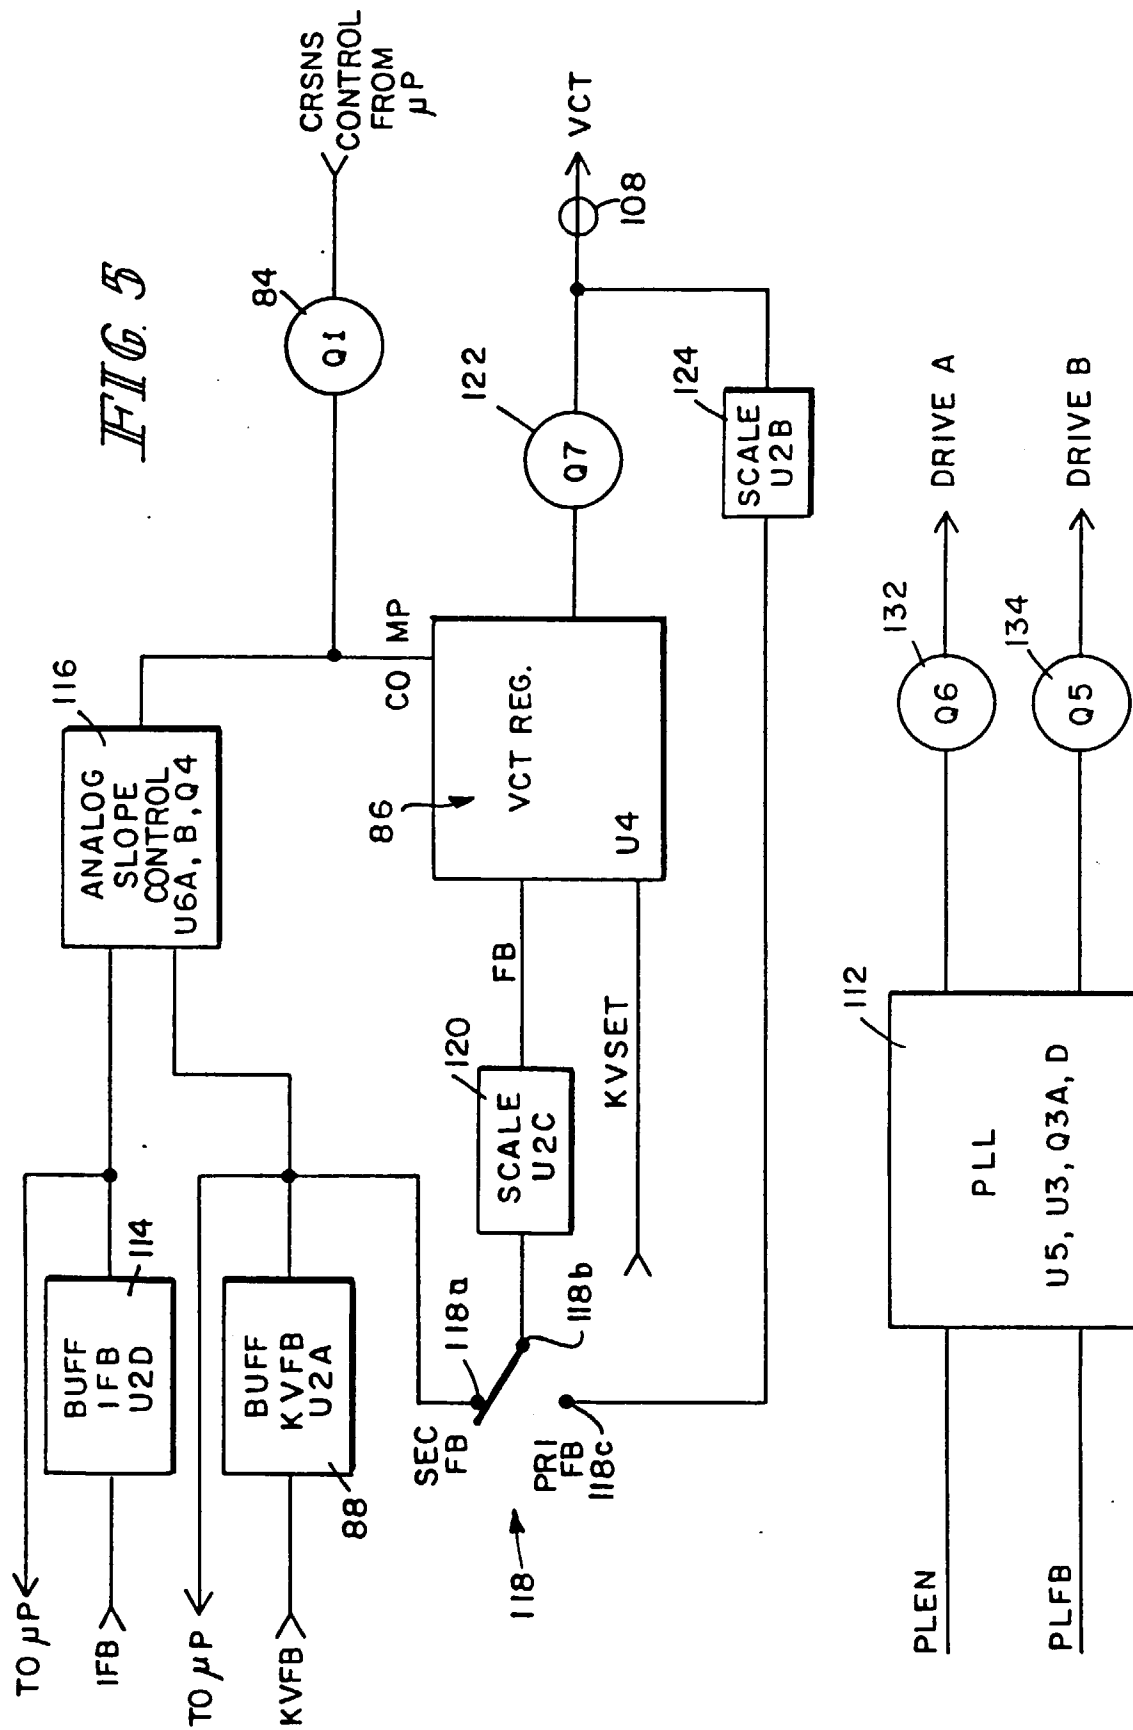 FIG. 5
TO µP
IFB
BUFF
IFB
U2D
114
TO µP
KVFB
BUFF
KVFB
U2A
88
ANALOG
SLOPE
CONTROL
U6A, B, Q4
116
Q1
84
CRSNS
CONTROL
FROM
µP
SEC
FB
118a
118b
PRI
FB
118c
118
SCALE
U2C
120
FB
KVSET
COMP
86
VCT REG.
U4
Q7
122
108
VCT
SCALE
U2B
124
PLEN
PLFB
PLL
U5, U3, Q3A, D
112
Q6
132
DRIVE A
Q5
134
DRIVE B